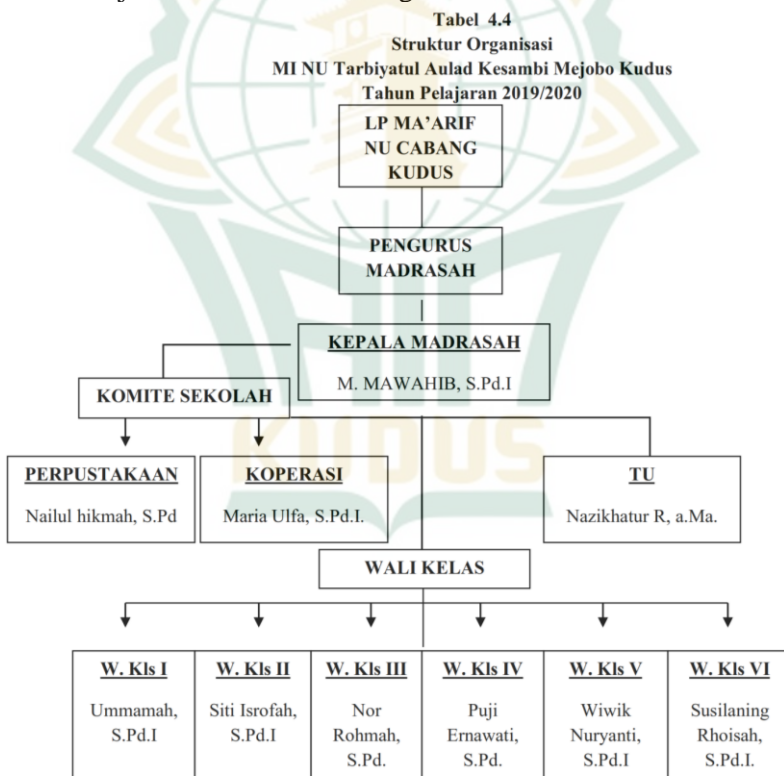 Tabel 4.4
Struktur Organisasi
MI NU Tarbiyatul Aulad Kesambi Mejobo Kudus
Tahun Pelajaran 2019/2020
LP MA’ARIF
NU CABANG
KUDUS
PENGURUS
MADRASAH
KEPALA MADRASAH
M. MAWAHIB, S.Pd.I
KOMITE SEKOLAH
PERPUSTAKAAN
Nailul hikmah, S.Pd
KOPERASI
Maria Ulfa, S.Pd.I.
TU
Nazikhatur R, a.Ma.
KUDUS
WALI KELAS
W. Kls I
Ummamah,
S.Pd.I
W. Kls II
Siti Isrofah,
S.Pd.I
W. Kls III
Nor
Rohmah,
S.Pd.
W. Kls IV
Puji
Ernawati,
S.Pd.
W. Kls V
Wiwik
Nuryanti,
S.Pd.I
W. Kls VI
Susilaning
Rhoisah,
S.Pd.I.